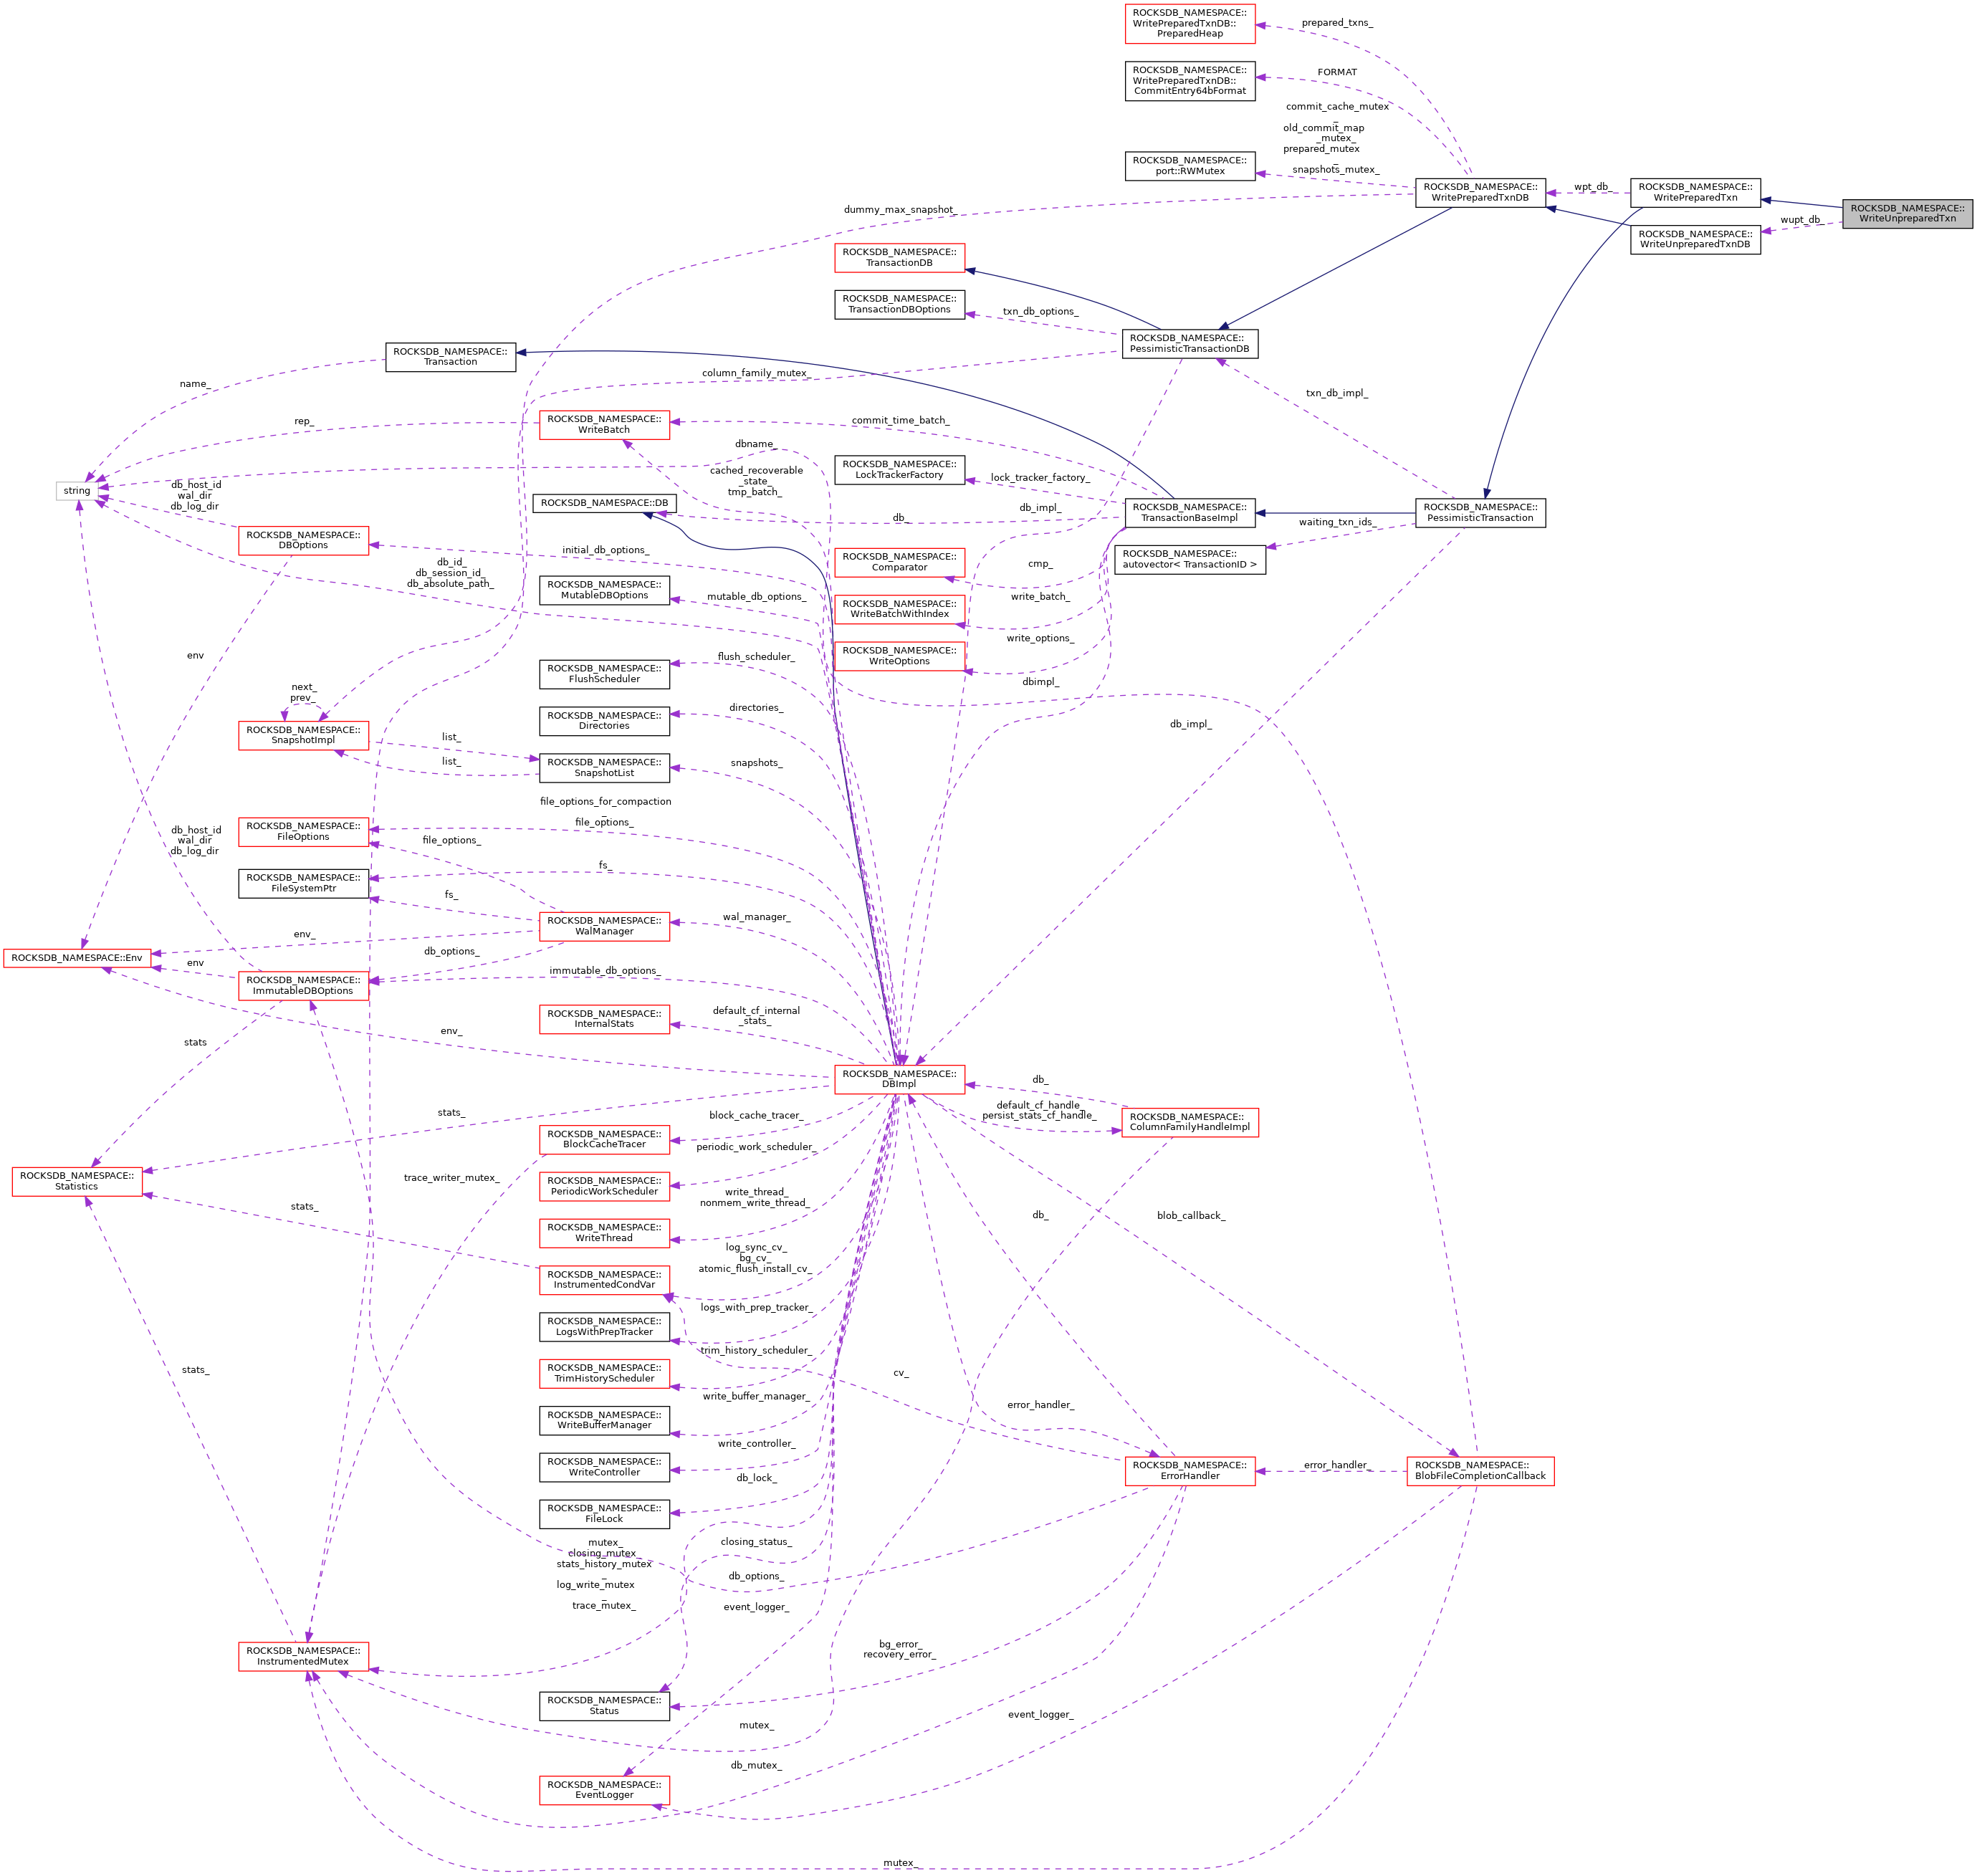 ROCKSDB_NAMESPACE::
WritePreparedTxnDB::
PreparedHeap
prepared_txns_
ROCKSDB_NAMESPACE::
WritePreparedTxnDB::
CommitEntry64bFormat
FORMAT
commit_cache_mutex
_
old_commit_map
_mutex_
prepared_mutex
_
snapshots_mutex_
ROCKSDB_NAMESPACE::
port::RWMutex
ROCKSDB_NAMESPACE::
WritePreparedTxnDB
wpt_db_
ROCKSDB_NAMESPACE::
WritePreparedTxn
ROCKSDB_NAMESPACE::
WriteUnpreparedTxn
wupt_db_
ROCKSDB_NAMESPACE::
WriteUnpreparedTxnDB
dummy_max_snapshot_
ROCKSDB_NAMESPACE::
TransactionDB
ROCKSDB_NAMESPACE::
TransactionDBOptions
txn_db_options_
ROCKSDB_NAMESPACE::
PessimisticTransactionDB
ROCKSDB_NAMESPACE::
Transaction
name_
column_family_mutex_
txn_db_impl_
rep_
ROCKSDB_NAMESPACE::
WriteBatch
commit_time_batch_
dbname_
cached_recoverable
_state_
tmp_batch_
ROCKSDB_NAMESPACE::
LockTrackerFactory
lock_tracker_factory_
string
db_host_id
wal_dir
db_log_dir
ROCKSDB_NAMESPACE::DB
db_impl_
db_
ROCKSDB_NAMESPACE::
TransactionBaseImpl
waiting_txn_ids_
ROCKSDB_NAMESPACE::
PessimisticTransaction
ROCKSDB_NAMESPACE::
DBOptions
initial_db_options_
ROCKSDB_NAMESPACE::
Comparator
cmp_
ROCKSDB_NAMESPACE::
autovector< TransactionID >
db_id_
db_session_id_
db_absolute_path_
ROCKSDB_NAMESPACE::
MutableDBOptions
mutable_db_options_
ROCKSDB_NAMESPACE::
WriteBatchWithIndex
write_batch_
env
ROCKSDB_NAMESPACE::
FlushScheduler
flush_scheduler_
ROCKSDB_NAMESPACE::
WriteOptions
write_options_
dbimpl_
next_
prev_
ROCKSDB_NAMESPACE::
SnapshotImpl
ROCKSDB_NAMESPACE::
Directories
directories_
db_impl_
list_
list_
ROCKSDB_NAMESPACE::
SnapshotList
snapshots_
db_host_id
wal_dir
db_log_dir
ROCKSDB_NAMESPACE::
FileOptions
file_options_for_compaction
_
file_options_
file_options_
ROCKSDB_NAMESPACE::
FileSystemPtr
fs_
fs_
ROCKSDB_NAMESPACE::
WalManager
wal_manager_
ROCKSDB_NAMESPACE::Env
env_
env
db_options_
ROCKSDB_NAMESPACE::
ImmutableDBOptions
immutable_db_options_
ROCKSDB_NAMESPACE::
InternalStats
default_cf_internal
_stats_
env_
stats
ROCKSDB_NAMESPACE::
DBImpl
db_
default_cf_handle_
persist_stats_cf_handle_
ROCKSDB_NAMESPACE::
ColumnFamilyHandleImpl
stats_
ROCKSDB_NAMESPACE::
BlockCacheTracer
block_cache_tracer_
periodic_work_scheduler_
ROCKSDB_NAMESPACE::
Statistics
trace_writer_mutex_
ROCKSDB_NAMESPACE::
PeriodicWorkScheduler
stats_
ROCKSDB_NAMESPACE::
WriteThread
write_thread_
nonmem_write_thread_
db_
blob_callback_
ROCKSDB_NAMESPACE::
InstrumentedCondVar
log_sync_cv_
bg_cv_
atomic_flush_install_cv_
ROCKSDB_NAMESPACE::
LogsWithPrepTracker
logs_with_prep_tracker_
stats_
ROCKSDB_NAMESPACE::
TrimHistoryScheduler
trim_history_scheduler_
cv_
ROCKSDB_NAMESPACE::
WriteBufferManager
write_buffer_manager_
error_handler_
ROCKSDB_NAMESPACE::
WriteController
write_controller_
db_lock_
ROCKSDB_NAMESPACE::
ErrorHandler
error_handler_
ROCKSDB_NAMESPACE::
BlobFileCompletionCallback
ROCKSDB_NAMESPACE::
FileLock
mutex_
closing_mutex_
stats_history_mutex
_
log_write_mutex
_
trace_mutex_
closing_status_
db_options_
event_logger_
ROCKSDB_NAMESPACE::
InstrumentedMutex
bg_error_
recovery_error_
ROCKSDB_NAMESPACE::
Status
mutex_
event_logger_
db_mutex_
ROCKSDB_NAMESPACE::
EventLogger
mutex_